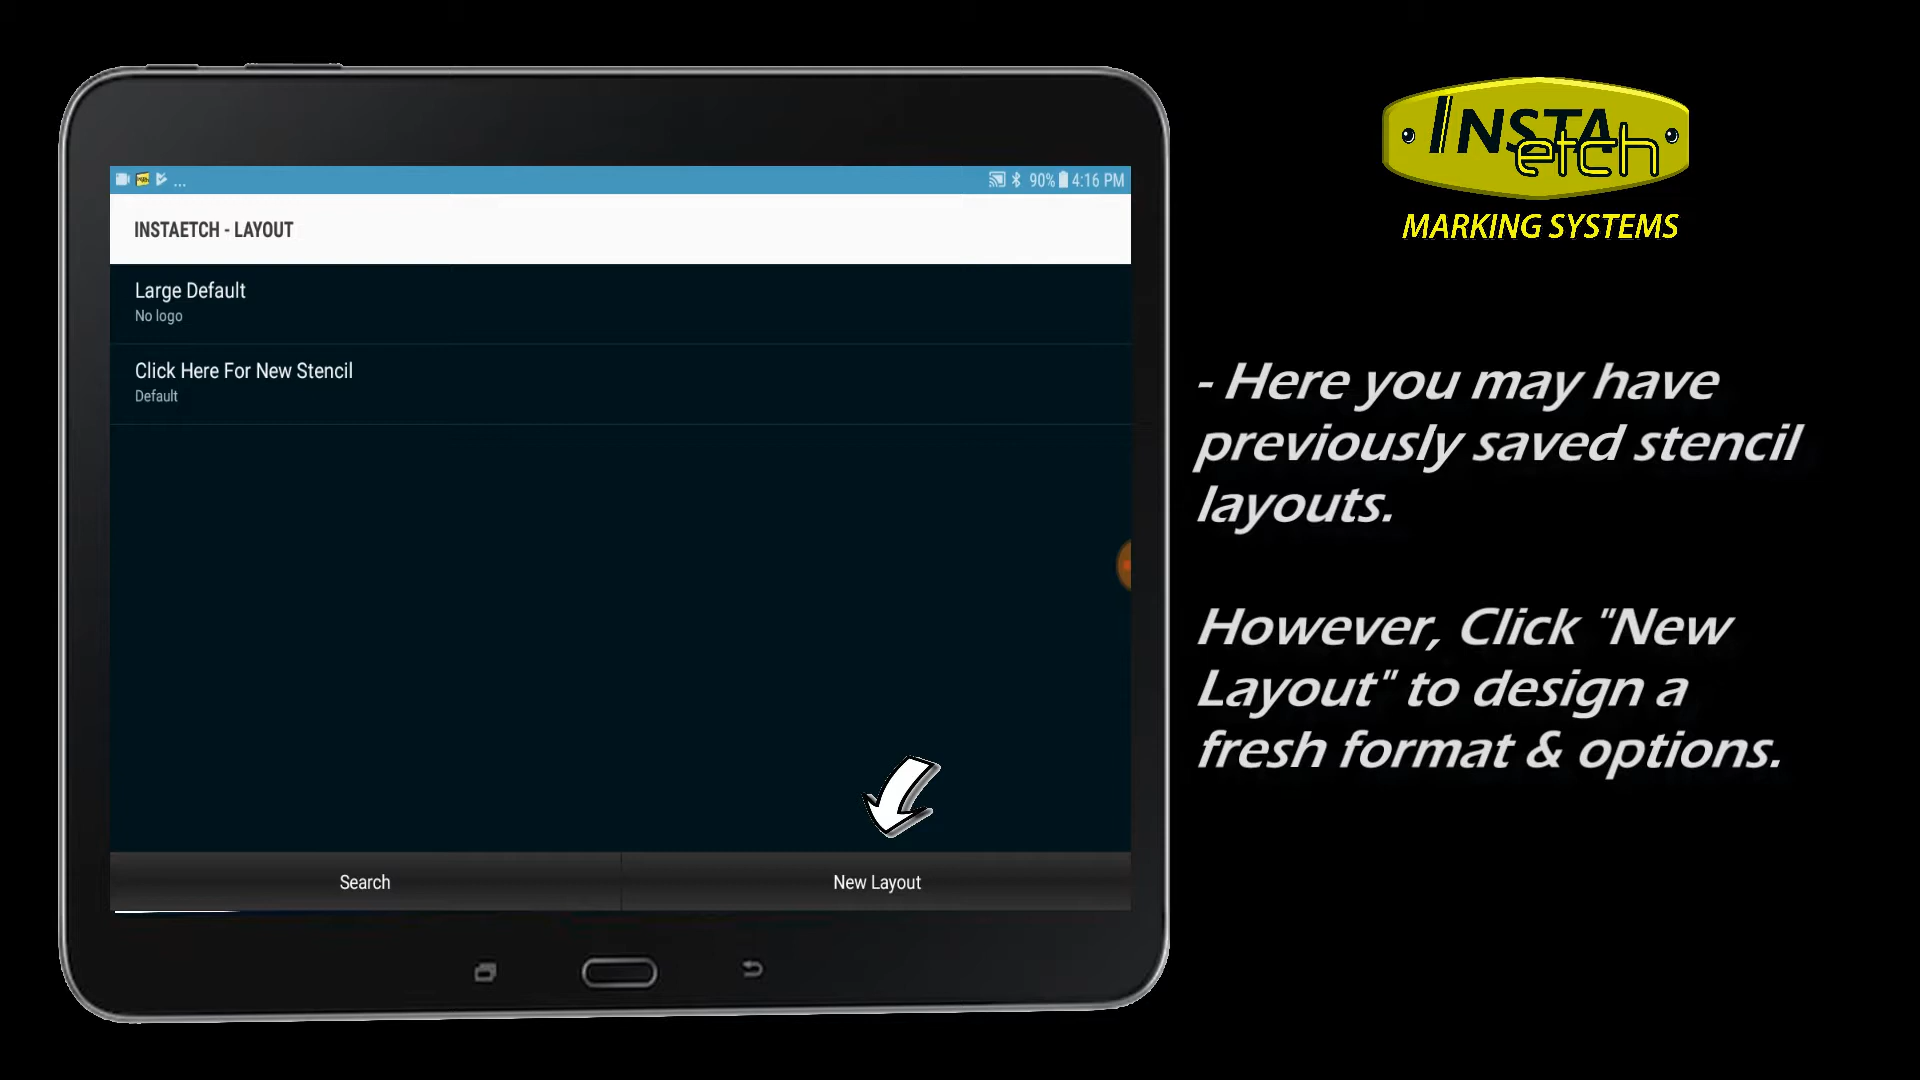 INSTA
etch
MARKING SYSTEMS
... 90% 4:16 PM
INSTAETCH - LAYOUT
Large Default
No logo
Click Here For New Stencil
Default
Search New Layout
- Here you may have
previously saved stencil
layouts.
However, Click "New
Layout" to design a
fresh format & options.